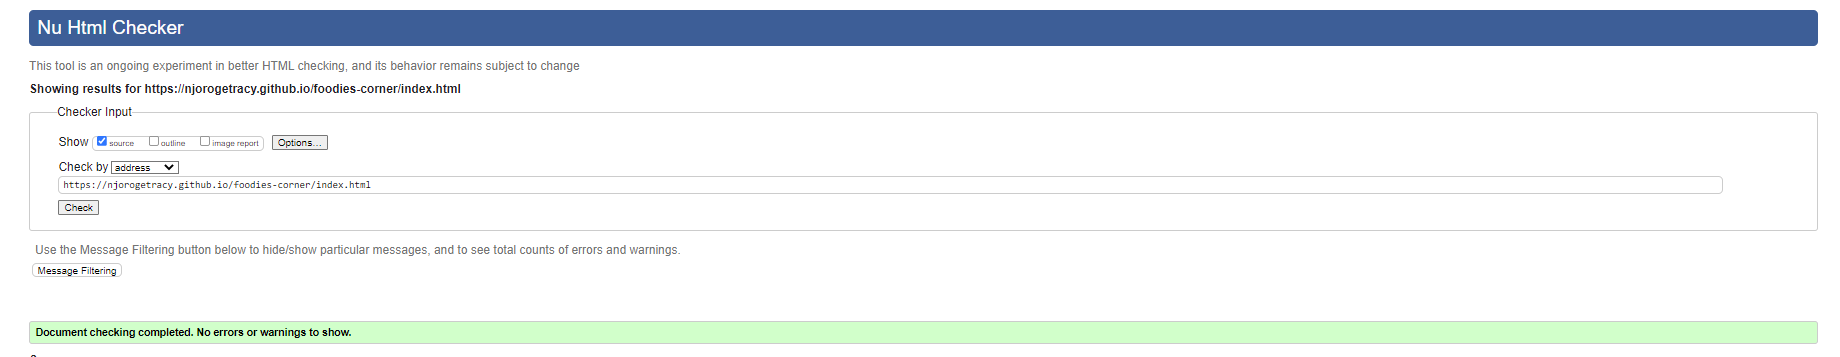 Nu Html Checker
This tool is an ongoing experiment in better HTML checking, and its behavior remains subject to change
Showing results for https://njorogetracy.github.io/foodies-corner/index.html
Checker Input
Show source outline image report Options...
Check by address
https://njorogetracy.github.io/foodies-corner/index.html
Check
Use the Message Filtering button below to hide/show particular messages, and to see total counts of errors and warnings.
Message Filtering
Document checking completed. No errors or warnings to show.